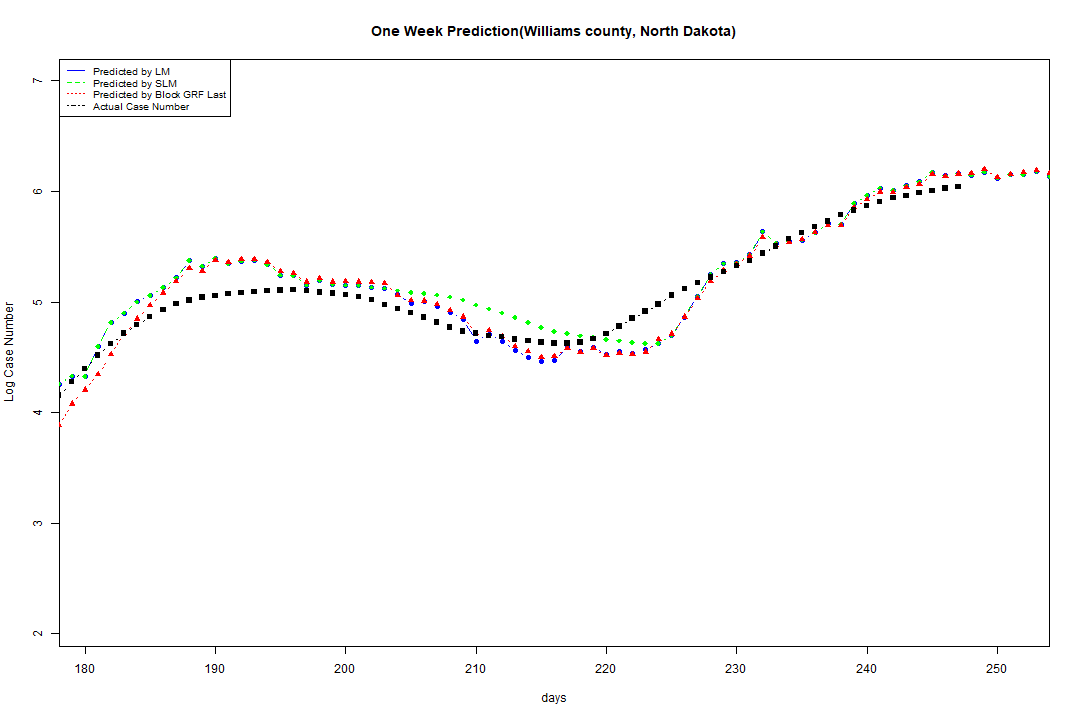 One Week Prediction(Williams county, North Dakota)
Predicted by LM
Predicted by SLM
Predicted by Block GRF Last
Actual Case Number
7
6
5
4
3
2
Log Case Number
180 190 200 210 220 230 240 250
days